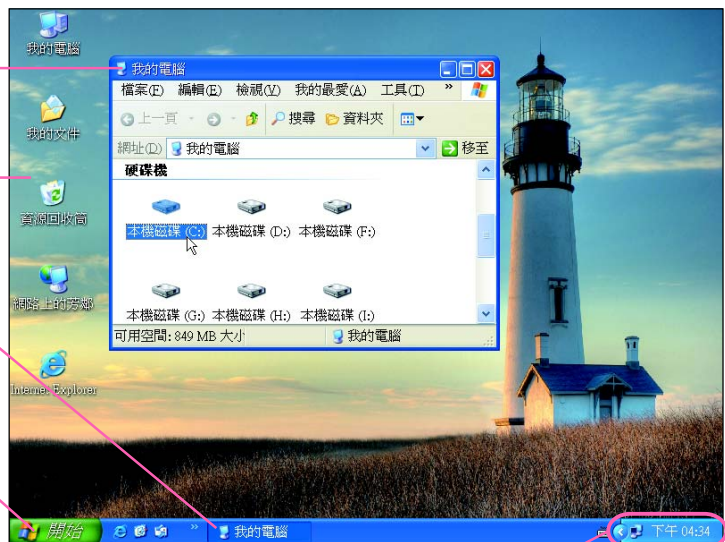 我的電腦
我的文件
資源回收筒
網路上的芳鄰
Internet Explorer
我的電腦
檔案(F) 編輯(E) 檢視(V) 我的最愛(A) 工具(T) »
上一頁 搜尋 資料夾
網址(D) 我的電腦 移至
硬碟機
本機磁碟 (C:) 本機磁碟 (D:) 本機磁碟 (F:)
本機磁碟 (G:) 本機磁碟 (H:) 本機磁碟 (I:)
可用空間: 849 MB 大小 我的電腦
開始 » 我的電腦 下午 04:34